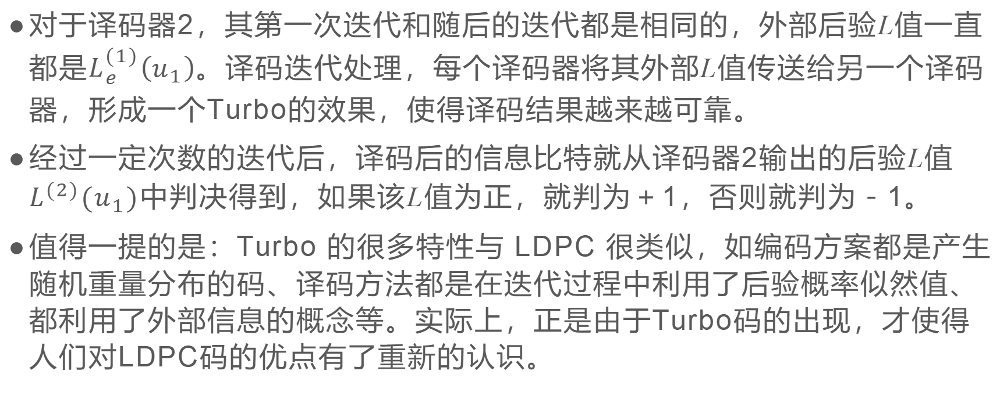 ●对于译码器2，其第一次迭代和随后的迭代都是相同的，外部后验L值一直
都是L_e^{(1)}(u_1)。译码迭代处理，每个译码器将其外部L值传送给另一个译码
器，形成一个Turbo的效果，使得译码结果越来越可靠。
●经过一定次数的迭代后，译码后的信息比特就从译码器2输出的后验L值
L^{(2)}(u_1)中判决得到，如果该L值为正，就判为+1，否则就判为-1。
●值得一提的是：Turbo 的很多特性与 LDPC 很类似，如编码方案都是产生
随机重量分布的码、译码方法都是在迭代过程中利用了后验概率似然值、
都利用了外部信息的概念等。实际上，正是由于Turbo码的出现，才使得
人们对LDPC码的优点有了重新的认识。